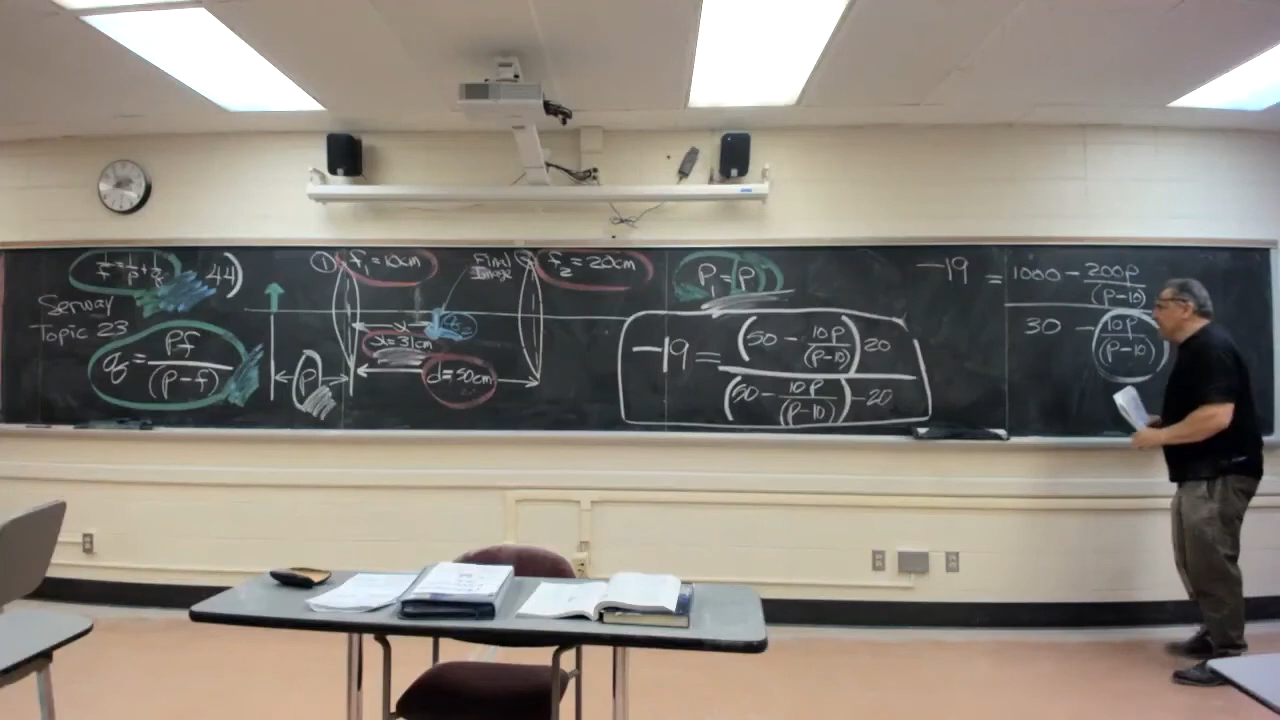 1/f = 1/p + 1/q
44)
Serway
Topic 23
q = pf / (p-f)
①
f₁ = 10cm
Final
Image
f₂ = 20cm
x
q₂
x = 31cm
p
d = 50cm
P₁ = P
-19 = (50 - 10p/(p-10)) 20 / (50 - 10p/(p-10)) - 20
-19 = 1000 - 200p/(p-10) / 30 - 10p/(p-10)